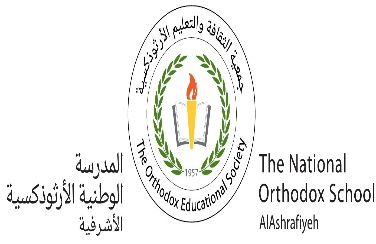 جمعية الثقافة والتعليم الأرثوذكسية
1957
The Orthodox Educational Society
المدرسة
الوطنية الأرثوذكسية
الأشرفية
The National
Orthodox School
AlAshrafiyeh